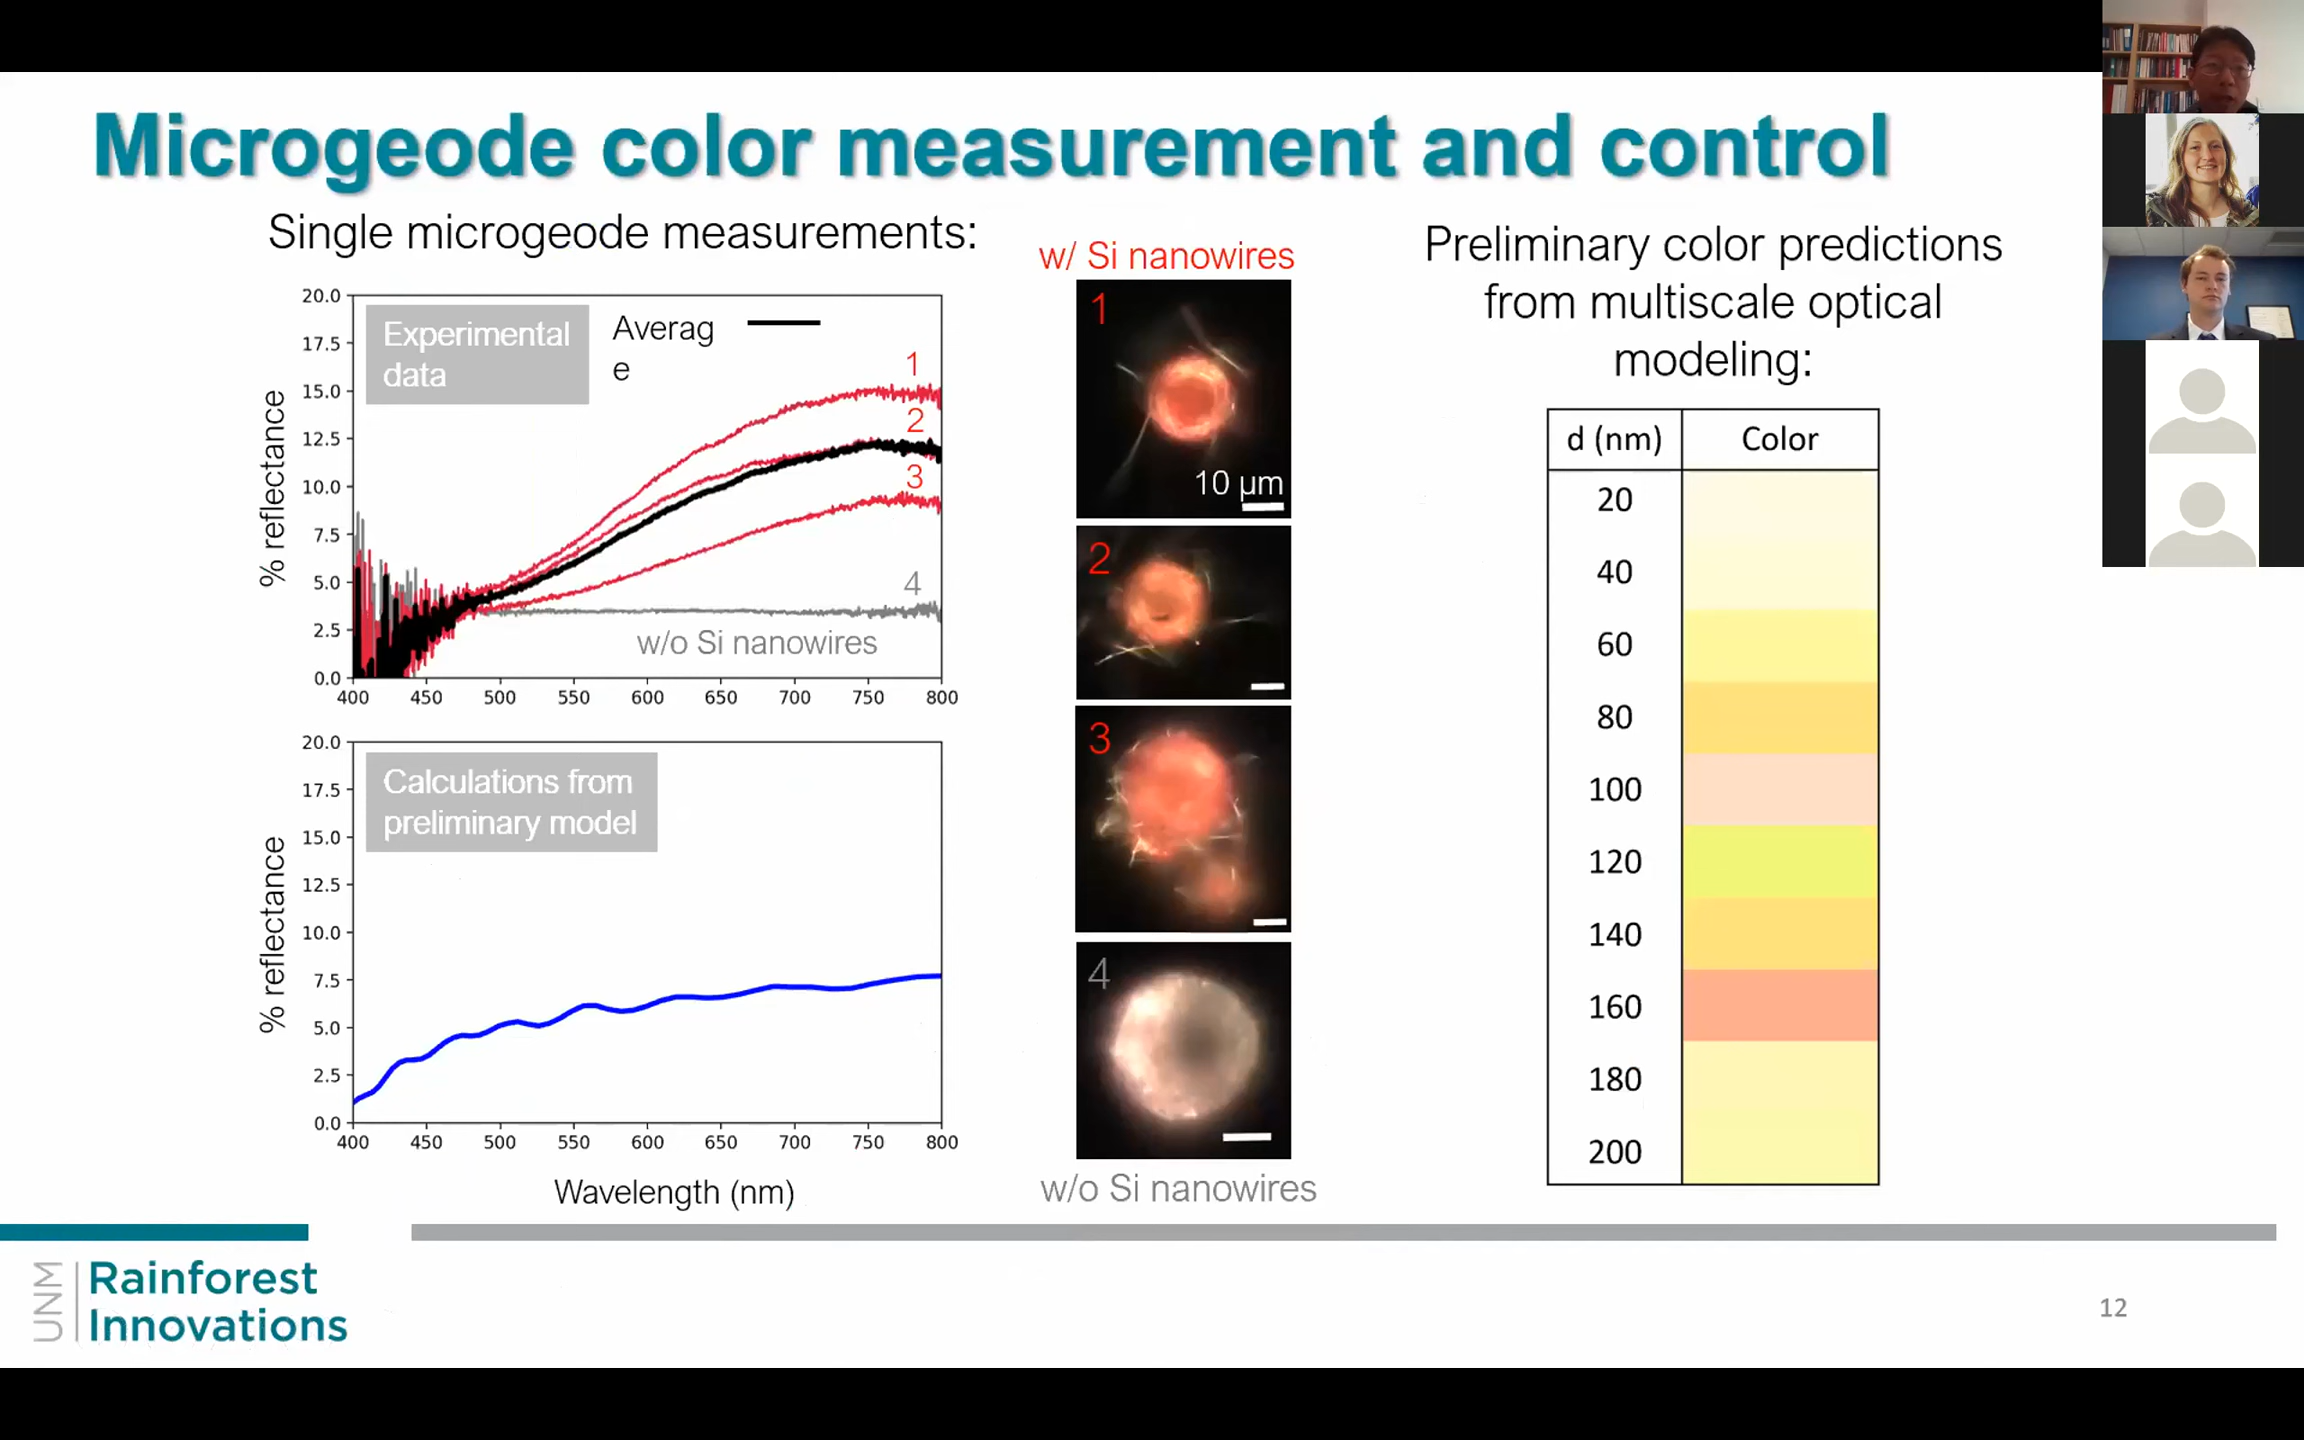 Microgeode color measurement and control
Single microgeode measurements:
% reflectance
20.0
17.5
15.0
12.5
10.0
7.5
5.0
2.5
0.0
Experimental
data
Averag
e
1
2
3
4
w/o Si nanowires
400 450 500 550 600 650 700 750 800
% reflectance
20.0
17.5
15.0
12.5
10.0
7.5
5.0
2.5
0.0
Calculations from
preliminary model
400 450 500 550 600 650 700 750 800
Wavelength (nm)
w/ Si nanowires
1
10 µm
2
3
4
w/o Si nanowires
Preliminary color predictions
from multiscale optical
modeling:
d (nm) Color
20
40
60
80
100
120
140
160
180
200
UNM
Rainforest
Innovations
12